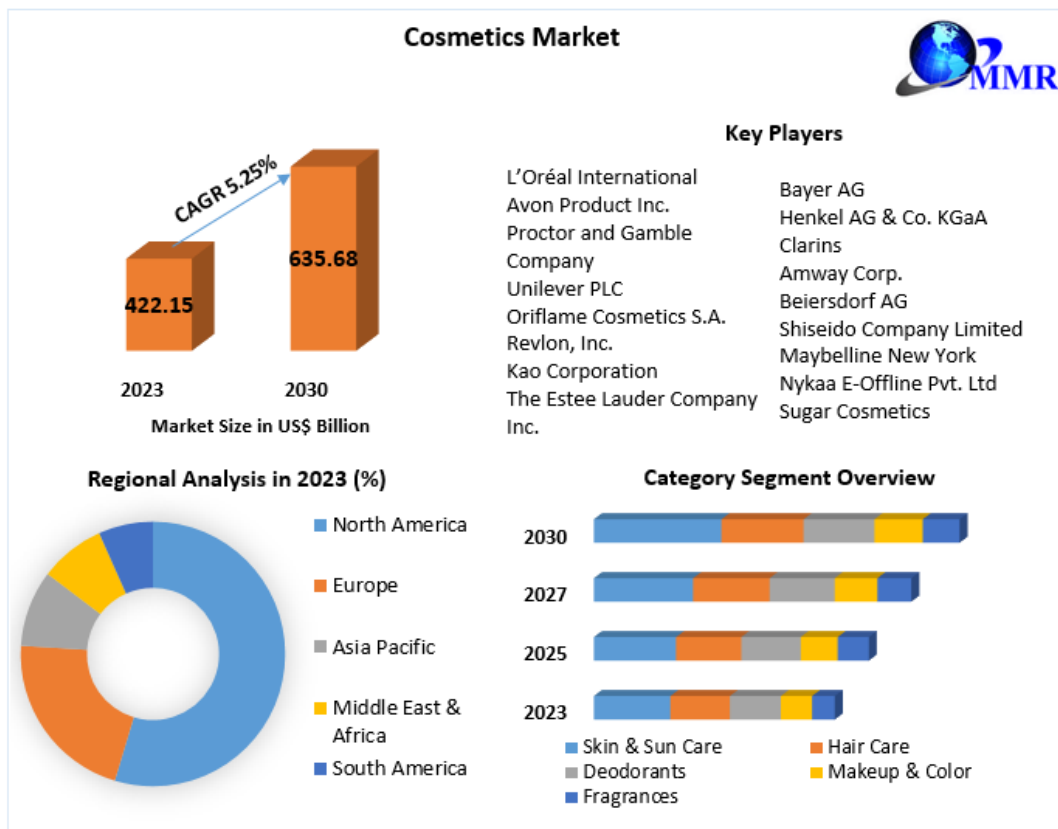 Cosmetics Market
MMR
CAGR 5.25%
422.15
635.68
2023
2030
Market Size in US$ Billion
Key Players
L’Oréal International
Avon Product Inc.
Proctor and Gamble
Company
Unilever PLC
Oriflame Cosmetics S.A.
Revlon, Inc.
Kao Corporation
The Estee Lauder Company
Inc.
Bayer AG
Henkel AG & Co. KGaA
Clarins
Amway Corp.
Beiersdorf AG
Shiseido Company Limited
Maybelline New York
Nykaa E-Offline Pvt. Ltd
Sugar Cosmetics
Regional Analysis in 2023 (%)
North America
Europe
Asia Pacific
Middle East &
Africa
South America
Category Segment Overview
2030
2027
2025
2023
Skin & Sun Care
Hair Care
Deodorants
Makeup & Color
Fragrances